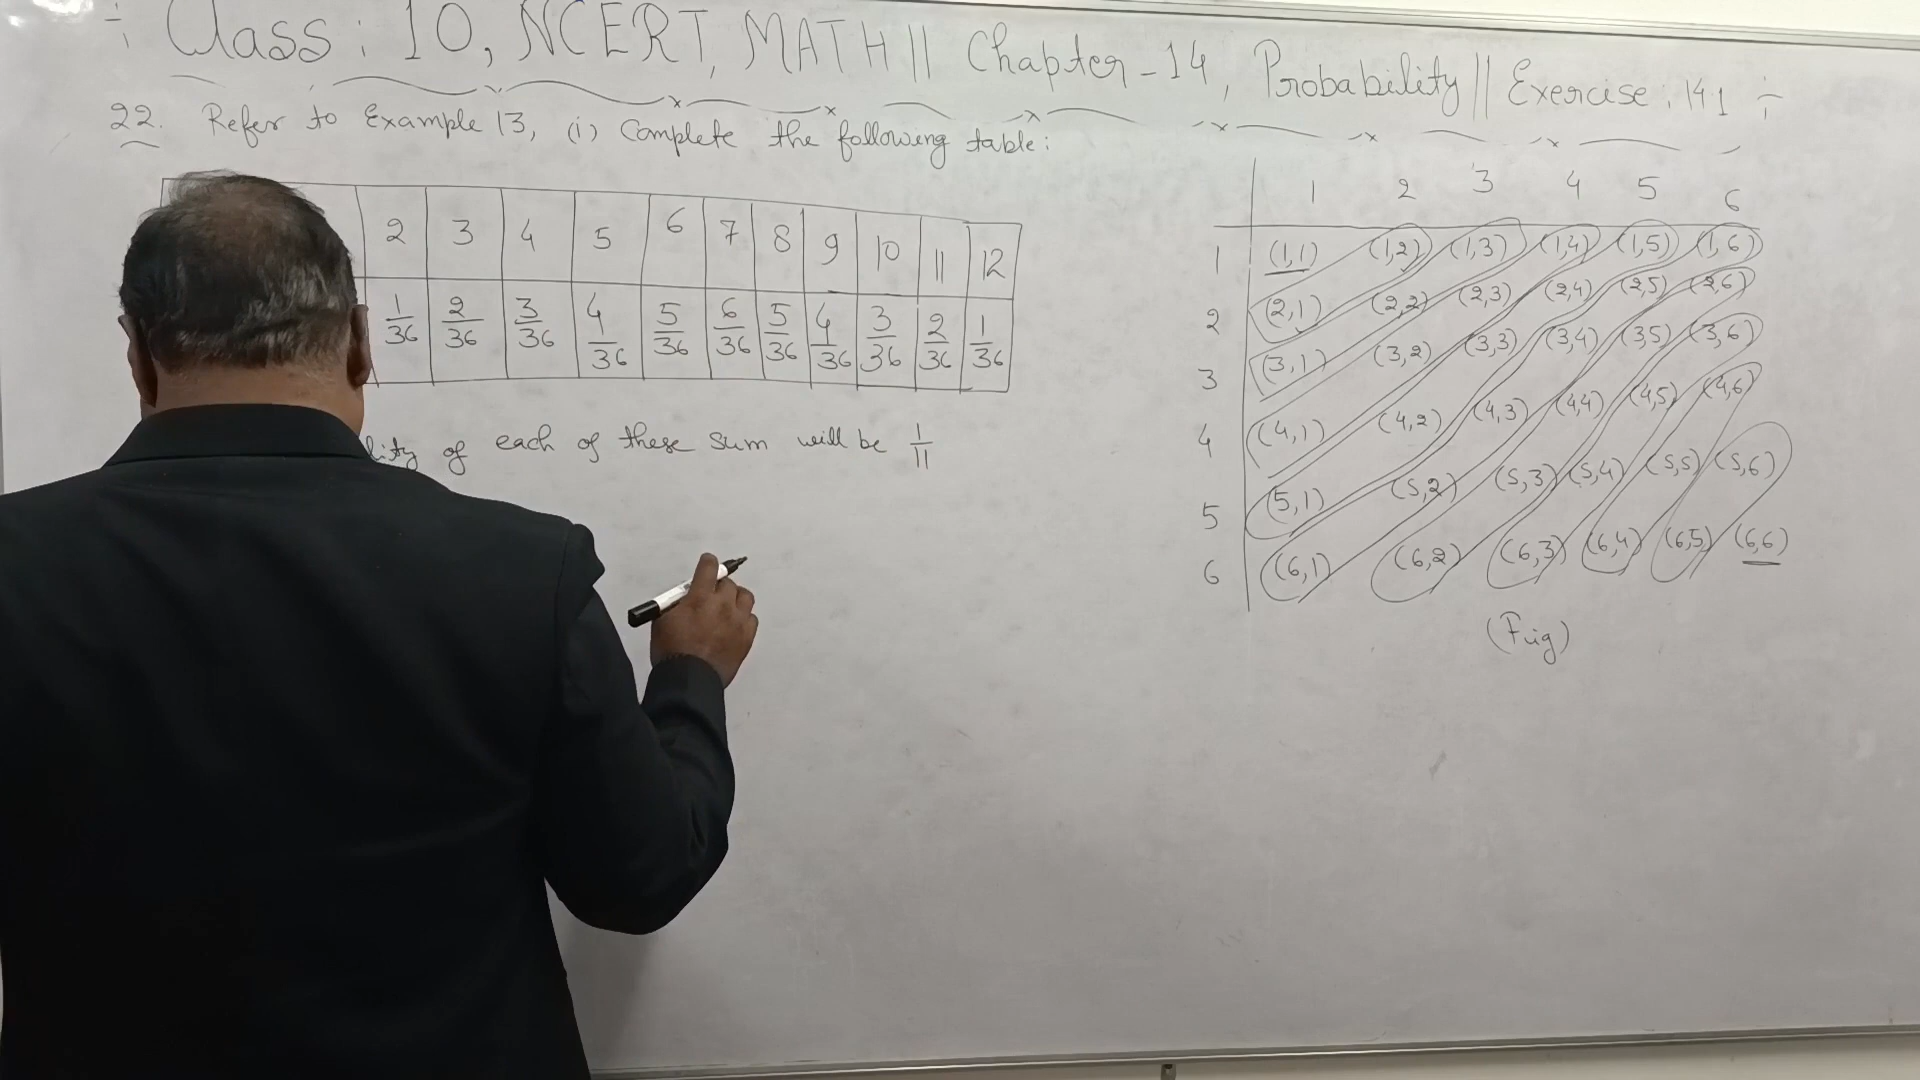 ÷ Class : 10, NCERT, MATH || Chapter - 14, Probability || Exercise : 14.1 ÷
22. Refer to Example 13, (i) Complete the following table :
2 3 4 5 6 7 8 9 10 11 12
1/36 2/36 3/36 4/36 5/36 6/36 5/36 4/36 3/36 2/36 1/36
lity of each of these sum will be 1/11
1 2 3 4 5 6
1 (1,1) (1,2) (1,3) (1,4) (1,5) (1,6)
2 (2,1) (2,2) (2,3) (2,4) (2,5) (2,6)
3 (3,1) (3,2) (3,3) (3,4) (3,5) (3,6)
4 (4,1) (4,2) (4,3) (4,4) (4,5) (4,6)
5 (5,1) (5,2) (5,3) (5,4) (5,5) (5,6)
6 (6,1) (6,2) (6,3) (6,4) (6,5) (6,6)
(Fig)